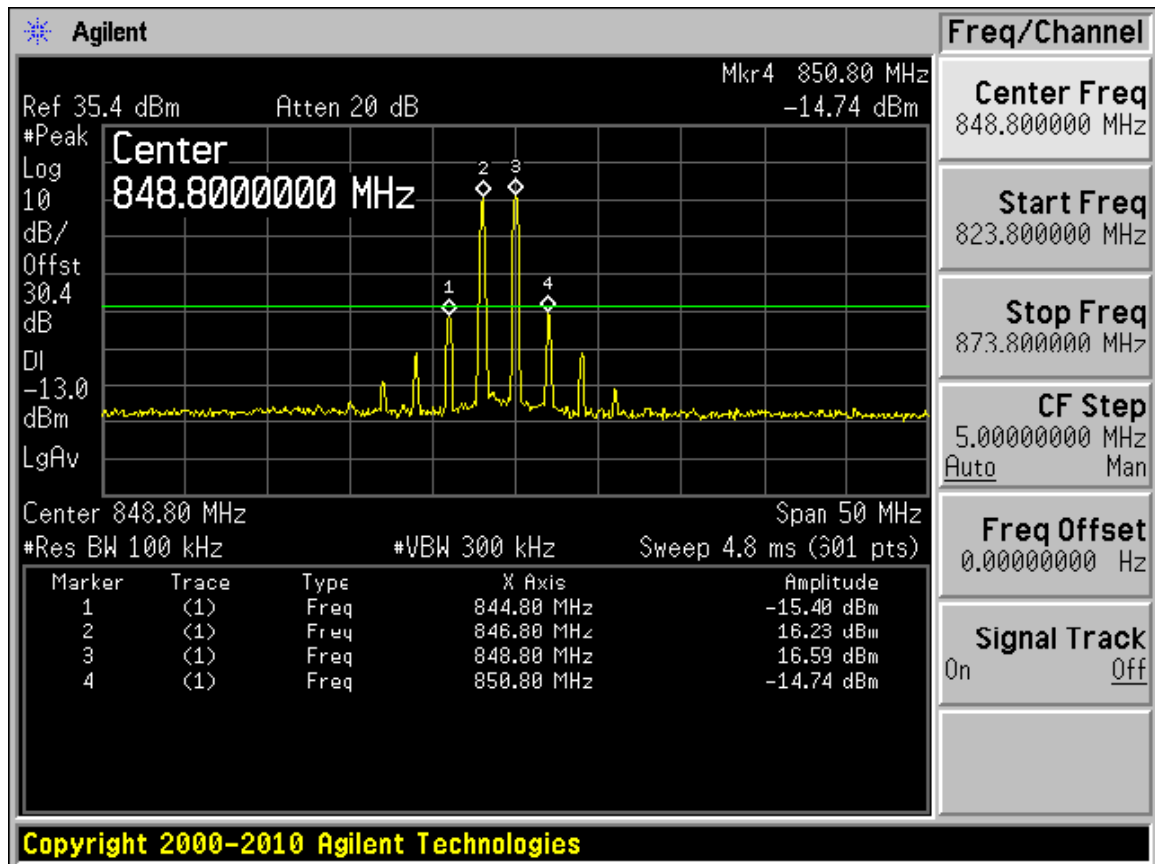 Agilent
Freq/Channel
Mkr4 850.80 MHz
Ref 35.4 dBm Atten 20 dB -14.74 dBm
#Peak
Log
10
dB/
Offst
30.4
dB
DI
-13.0
dBm
LgAv
Center
848.8000000 MHz
1
2
3
4
Center 848.80 MHz Span 50 MHz
#Res BW 100 kHz #VBW 300 kHz Sweep 4.8 ms (601 pts)
Marker Trace Type X Axis Amplitude
1 (1) Freq 844.80 MHz -15.40 dBm
2 (1) Freq 846.80 MHz 16.23 dBm
3 (1) Freq 848.80 MHz 16.59 dBm
4 (1) Freq 850.80 MHz -14.74 dBm
Center Freq
848.800000 MHz
Start Freq
823.800000 MHz
Stop Freq
873.800000 MHz
CF Step
5.00000000 MHz
Auto Man
Freq Offset
0.00000000 Hz
Signal Track
On Off
Copyright 2000-2010 Agilent Technologies